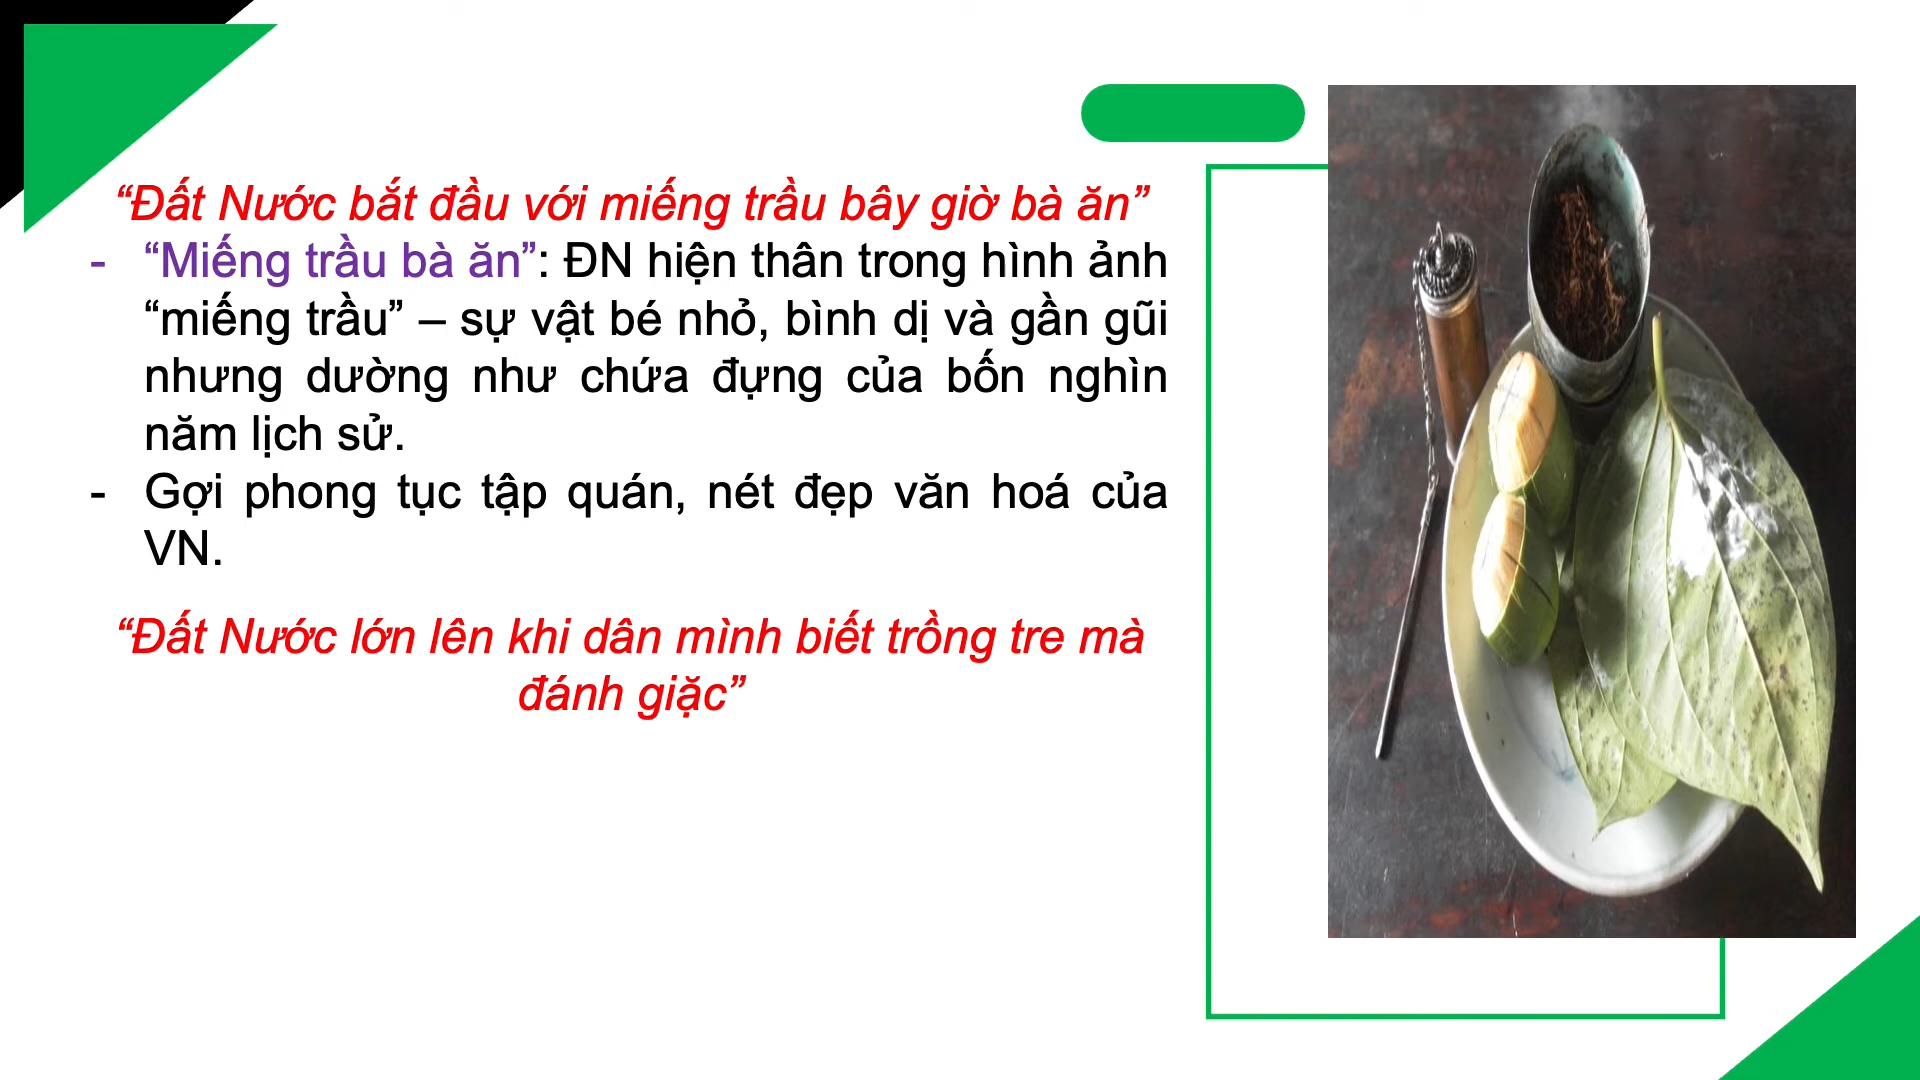 “Đất Nước bắt đầu với miếng trầu bây giờ bà ăn”
- “Miếng trầu bà ăn”: ĐN hiện thân trong hình ảnh
“miếng trầu” – sự vật bé nhỏ, bình dị và gần gũi
nhưng dường như chứa đựng của bốn nghìn
năm lịch sử.
- Gợi phong tục tập quán, nét đẹp văn hoá của
VN.
“Đất Nước lớn lên khi dân mình biết trồng tre mà
đánh giặc”